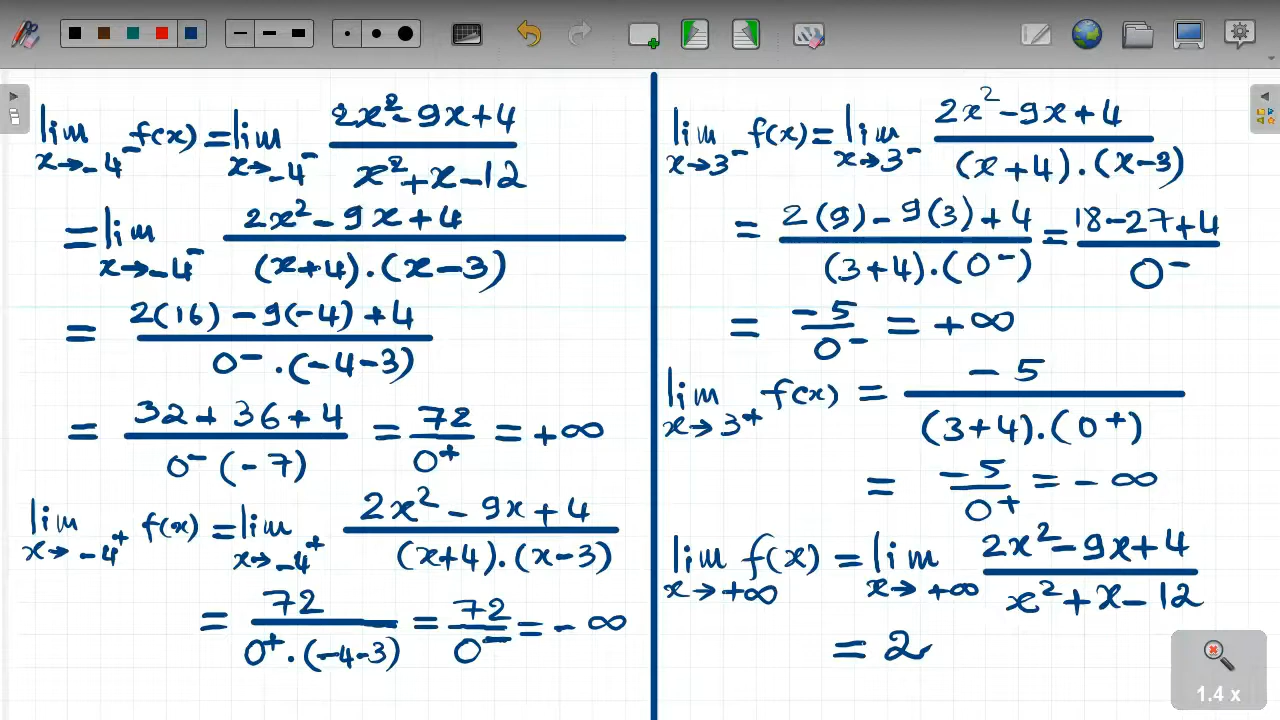 lim x→-4⁻ f(x) = lim x→-4⁻ (2x² - 9x + 4)/(x² + x - 12)
= lim x→-4⁻ (2x² - 9x + 4)/((x+4).(x-3))
= (2(16) - 9(-4) + 4)/(0⁻.(-4-3))
= (32 + 36 + 4)/(0⁻(-7)) = 72/0⁺ = +∞
lim x→-4⁺ f(x) = lim x→-4⁺ (2x² - 9x + 4)/((x+4).(x-3))
= 72/(0⁺.(-4-3)) = 72/0⁻ = -∞
lim x→3⁻ f(x) = lim x→3⁻ (2x² - 9x + 4)/((x+4).(x-3))
= (2(9) - 9(3) + 4)/((3+4).(0⁻)) = (18 - 27 + 4)/0⁻
= -5/0⁻ = +∞
lim x→3⁺ f(x) = -5/((3+4).(0⁺))
= -5/0⁺ = -∞
lim x→+∞ f(x) = lim x→+∞ (2x² - 9x + 4)/(x² + x - 12)
= 2
1.4 x